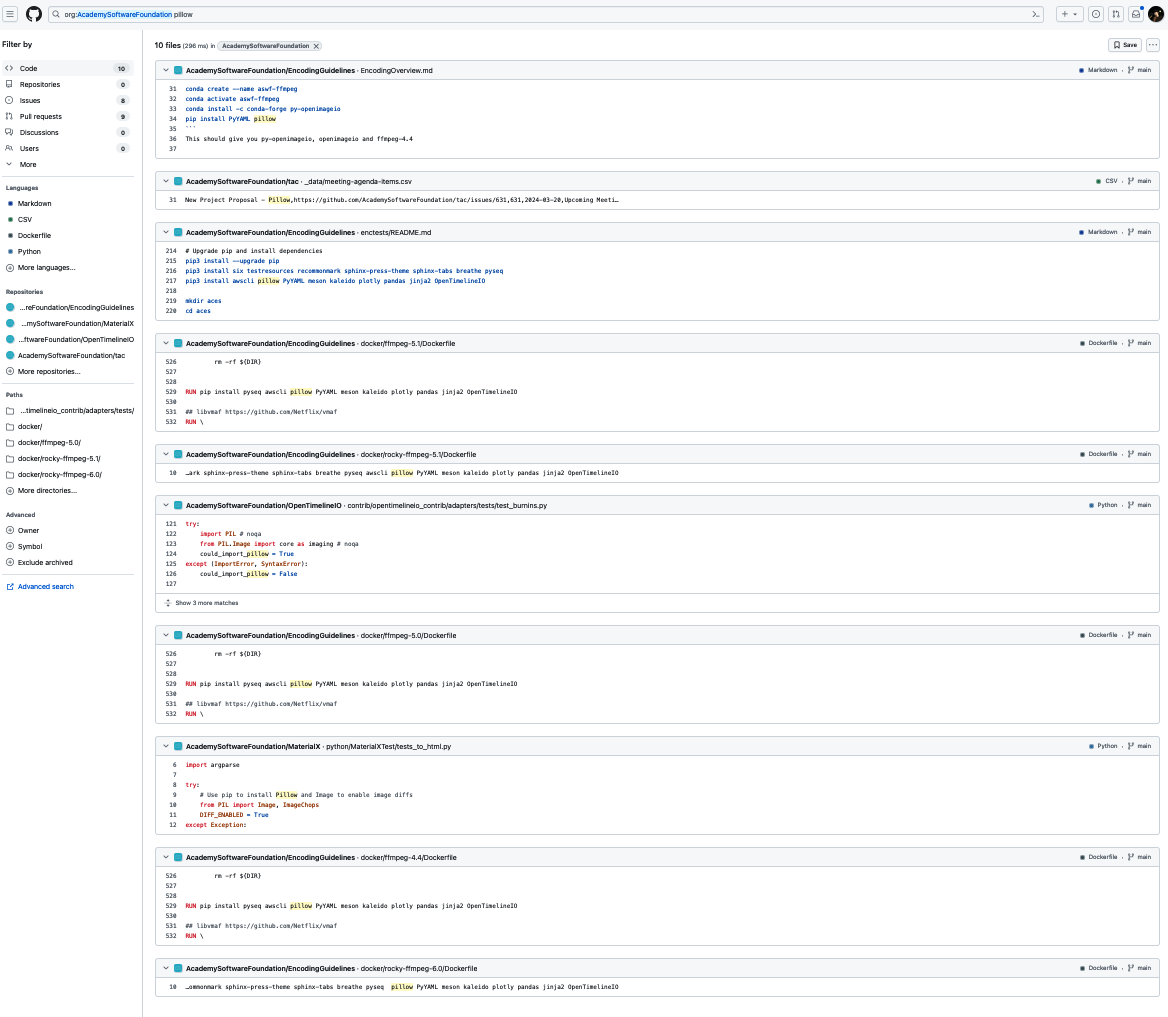 org:AcademySoftwareFoundation pillow
Filter by
Code 10
Repositories 0
Issues 8
Pull requests 9
Discussions 0
Users 0
More
Languages
Markdown
CSV
Dockerfile
Python
More languages...
Repositories
...reFoundation/EncodingGuidelines
...mySoftwareFoundation/MaterialX
...ftwareFoundation/OpenTimelineIO
AcademySoftwareFoundation/tac
More repositories...
Paths
...timelineio_contrib/adapters/tests/
docker/
docker/ffmpeg-5.0/
docker/rocky-ffmpeg-5.1/
docker/rocky-ffmpeg-6.0/
More directories...
Advanced
Owner
Symbol
Exclude archived
Advanced search
10 files (296 ms) in AcademySoftwareFoundation
Save
AcademySoftwareFoundation/EncodingGuidelines · EncodingOverview.md Markdown · main
31 conda create --name aswf-ffmpeg
32 conda activate aswf-ffmpeg
33 conda install -c conda-forge py-openimageio
34 pip install PyYAML pillow
35 ```
36 This should give you py-openimageio, openimageio and ffmpeg-4.4
37
AcademySoftwareFoundation/tac · _data/meeting-agenda-items.csv CSV · main
31 New Project Proposal - Pillow,https://github.com/AcademySoftwareFoundation/tac/issues/631,631,2024-03-20,Upcoming Meeti…
AcademySoftwareFoundation/EncodingGuidelines · enctests/README.md Markdown · main
214 # Upgrade pip and install dependencies
215 pip3 install --upgrade pip
216 pip3 install six testresources recommonmark sphinx-press-theme sphinx-tabs breathe pyseq
217 pip3 install awscli pillow PyYAML meson kaleido plotly pandas jinja2 OpenTimelineIO
218
219 mkdir aces
220 cd aces
AcademySoftwareFoundation/EncodingGuidelines · docker/ffmpeg-5.1/Dockerfile Dockerfile · main
526 rm -rf ${DIR}
527
528
529 RUN pip install pyseq awscli pillow PyYAML meson kaleido plotly pandas jinja2 OpenTimelineIO
530
531 ## libvmaf https://github.com/Netflix/vmaf
532 RUN \
AcademySoftwareFoundation/EncodingGuidelines · docker/rocky-ffmpeg-5.1/Dockerfile Dockerfile · main
10 …ark sphinx-press-theme sphinx-tabs breathe pyseq awscli pillow PyYAML meson kaleido plotly pandas jinja2 OpenTimelineIO
AcademySoftwareFoundation/OpenTimelineIO · contrib/opentimelineio_contrib/adapters/tests/test_burnins.py Python · main
121 try:
122 import PIL # noqa
123 from PIL.Image import core as imaging # noqa
124 could_import_pillow = True
125 except (ImportError, SyntaxError):
126 could_import_pillow = False
127
Show 3 more matches
AcademySoftwareFoundation/EncodingGuidelines · docker/ffmpeg-5.0/Dockerfile Dockerfile · main
526 rm -rf ${DIR}
527
528
529 RUN pip install pyseq awscli pillow PyYAML meson kaleido plotly pandas jinja2 OpenTimelineIO
530
531 ## libvmaf https://github.com/Netflix/vmaf
532 RUN \
AcademySoftwareFoundation/MaterialX · python/MaterialXTest/tests_to_html.py Python · main
6 import argparse
7
8 try:
9 # Use pip to install Pillow and Image to enable image diffs
10 from PIL import Image, ImageChops
11 DIFF_ENABLED = True
12 except Exception:
AcademySoftwareFoundation/EncodingGuidelines · docker/ffmpeg-4.4/Dockerfile Dockerfile · main
526 rm -rf ${DIR}
527
528
529 RUN pip install pyseq awscli pillow PyYAML meson kaleido plotly pandas jinja2 OpenTimelineIO
530
531 ## libvmaf https://github.com/Netflix/vmaf
532 RUN \
AcademySoftwareFoundation/EncodingGuidelines · docker/rocky-ffmpeg-6.0/Dockerfile Dockerfile · main
10 …ommonmark sphinx-press-theme sphinx-tabs breathe pyseq pillow PyYAML meson kaleido plotly pandas jinja2 OpenTimelineIO